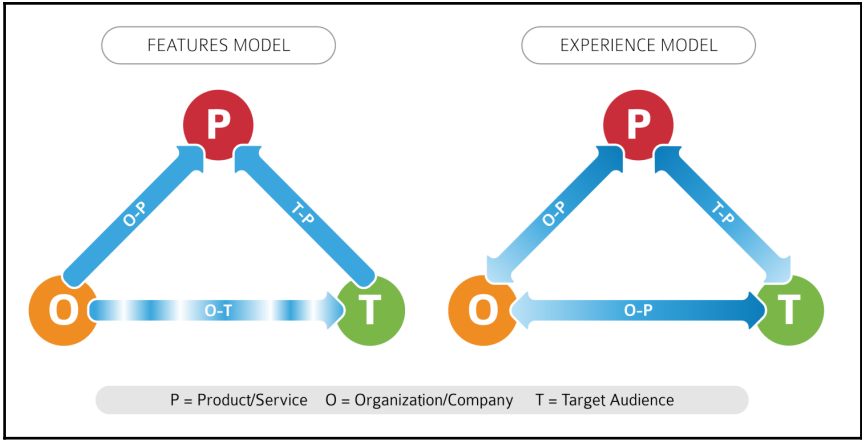 FEATURES MODEL
EXPERIENCE MODEL
P
P
O-P
T-P
O-P
T-P
O
O-T
T
O
O-P
T
P = Product/Service O = Organization/Company T = Target Audience